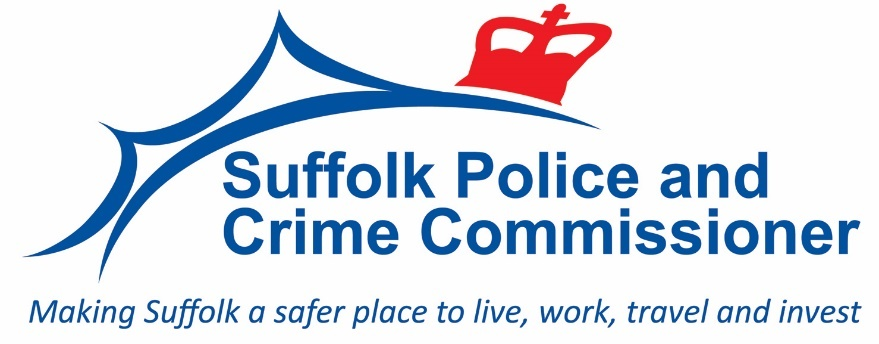 Suffolk Police and
Crime Commissioner
Making Suffolk a safer place to live, work, travel and invest